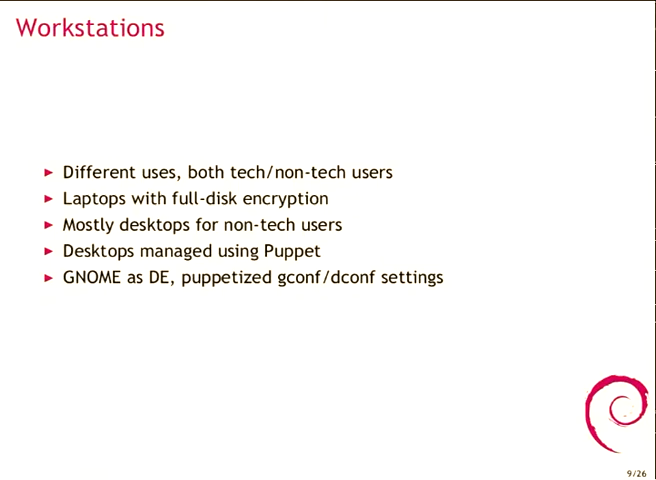 Workstations
▶ Different uses, both tech/non-tech users
▶ Laptops with full-disk encryption
▶ Mostly desktops for non-tech users
▶ Desktops managed using Puppet
▶ GNOME as DE, puppetized gconf/dconf settings
9/26